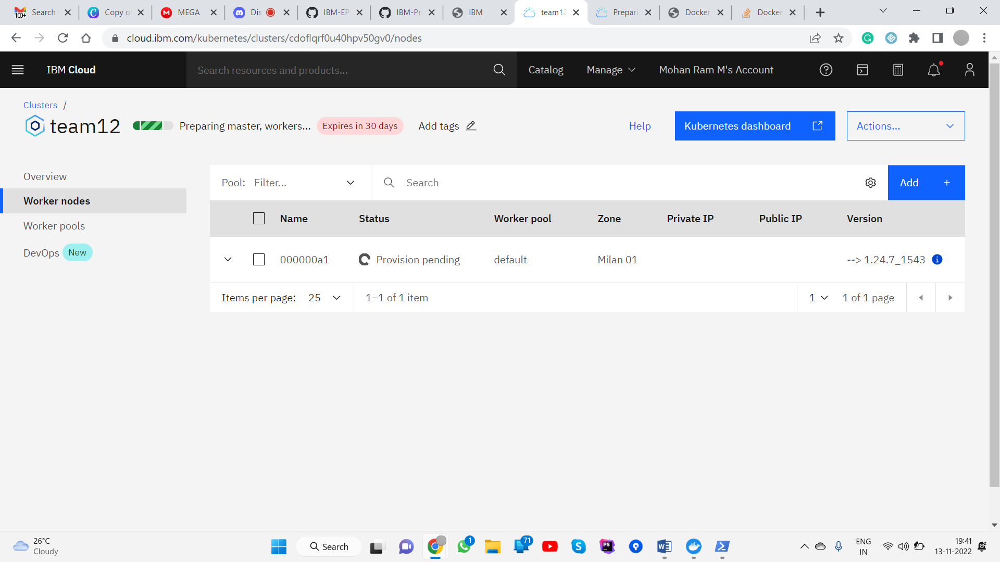 100+ Search
Copy o
MEGA
Dis
IBM-EP
IBM-Pr
IBM
team12
Prepari
Docker
Docker
cloud.ibm.com/kubernetes/clusters/cdoflqrf0u40hpv50gv0/nodes
IBM Cloud
Search resources and products...
Catalog
Manage
Mohan Ram M's Account
Clusters /
team12
Preparing master, workers...
Expires in 30 days
Add tags
Help
Kubernetes dashboard
Actions...
Overview
Worker nodes
Worker pools
DevOps New
Pool: Filter...
Search
Add +
Name Status Worker pool Zone Private IP Public IP Version
000000a1 Provision pending default Milan 01 --> 1.24.7_1543
Items per page: 25
1–1 of 1 item
1
1 of 1 page
26°C
Cloudy
Search
1
71
PS
ENG
IN
19:41
13-11-2022